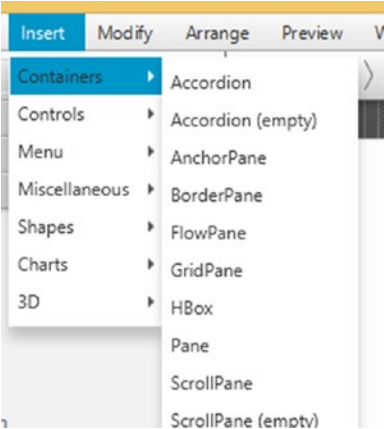 Insert Modify Arrange Preview
Containers
Controls
Menu
Miscellaneous
Shapes
Charts
3D
Accordion
Accordion (empty)
AnchorPane
BorderPane
FlowPane
GridPane
HBox
Pane
ScrollPane
ScrollPane (empty)